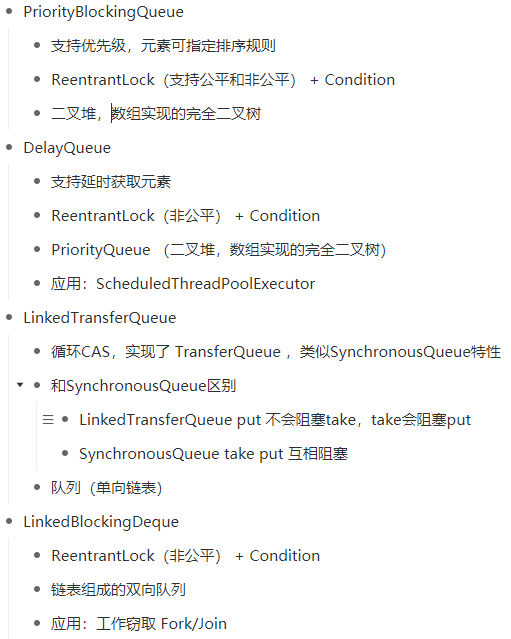 PriorityBlockingQueue
支持优先级，元素可指定排序规则
ReentrantLock（支持公平和非公平） + Condition
二叉堆，数组实现的完全二叉树
DelayQueue
支持延时获取元素
ReentrantLock（非公平） + Condition
PriorityQueue （二叉堆，数组实现的完全二叉树）
应用：ScheduledThreadPoolExecutor
LinkedTransferQueue
循环CAS，实现了 TransferQueue ，类似SynchronousQueue特性
和SynchronousQueue区别
LinkedTransferQueue put 不会阻塞take，take会阻塞put
SynchronousQueue take put 互相阻塞
队列（单向链表）
LinkedBlockingDeque
ReentrantLock（非公平） + Condition
链表组成的双向队列
应用：工作窃取 Fork/Join